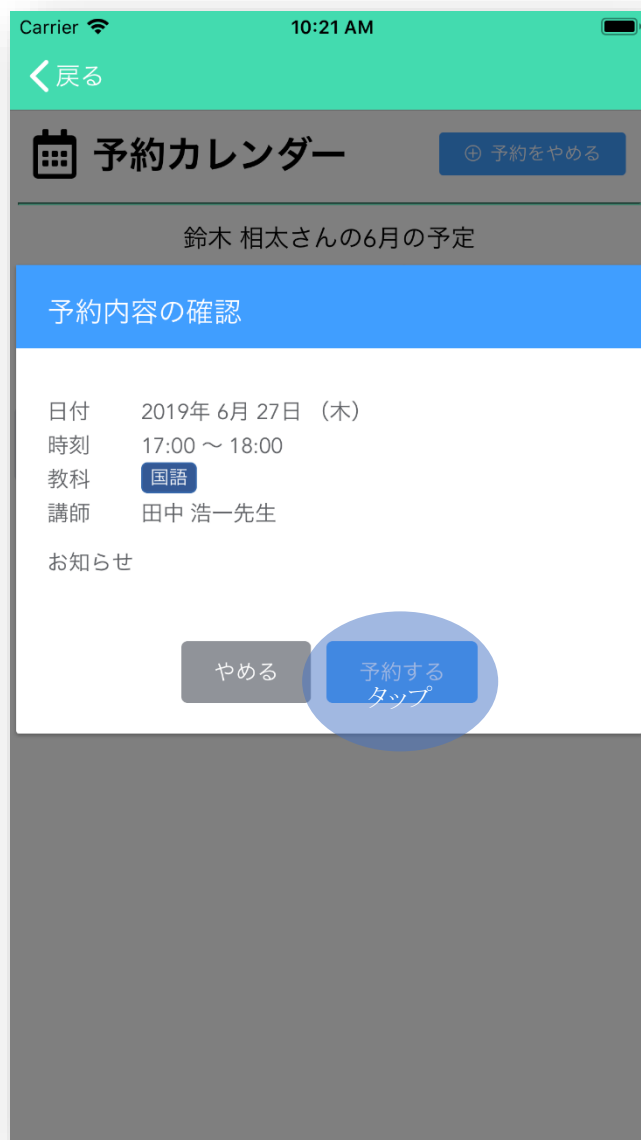 Carrier 10:21 AM
戻る
予約カレンダー ⊕ 予約をやめる
鈴木 相太さんの6月の予定
予約内容の確認
日付 2019年 6月 27日 （木）
時刻 17:00 〜 18:00
教科 国語
講師 田中 浩一先生
お知らせ
やめる 予約する
タップ